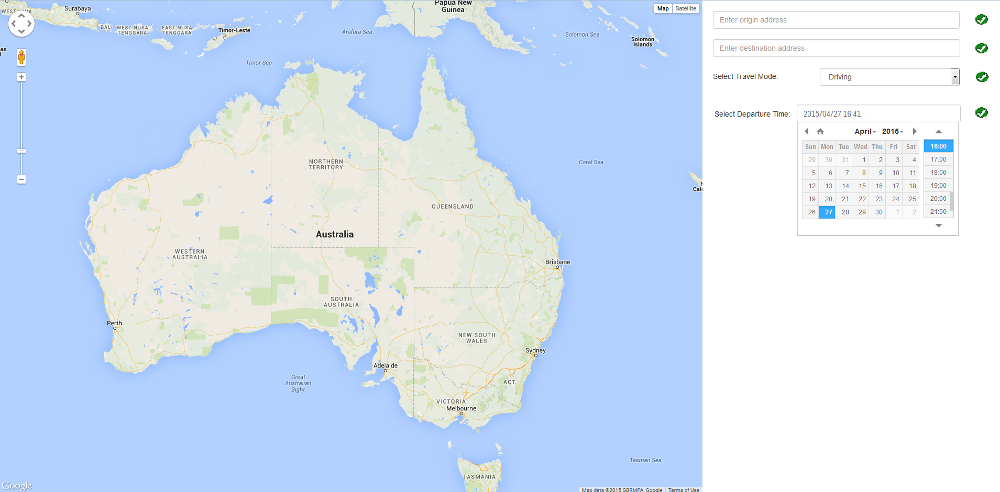 Surabaya
WEST JAVA
BALI
WEST NUSA
TENGGARA
EAST NUSA
TENGGARA
Timor-Leste
Arafura Sea
Papua New
Guinea
Solomon Sea
Solomon
Islands
Map
Satellite
Timor Sea
NORTHERN
TERRITORY
Coral Sea
QUEENSLAND
Australia
WESTERN
AUSTRALIA
Brisbane
SOUTH
AUSTRALIA
Perth
NEW SOUTH
WALES
Sydney
Adelaide
Great
Australian
Bight
ACT
VICTORIA
Melbourne
Tasman Sea
TASMANIA
Google
Map data ©2015 GBRMPA, Google
Terms of Use
Enter origin address
Enter destination address
Select Travel Mode: Driving
Select Departure Time: 2015/04/27 16:41
April 2015
Sun Mon Tue Wed Thu Fri Sat
29 30 31 1 2 3 4
5 6 7 8 9 10 11
12 13 14 15 16 17 18
19 20 21 22 23 24 25
26 27 28 29 30 1 2
16:00
17:00
18:00
19:00
20:00
21:00